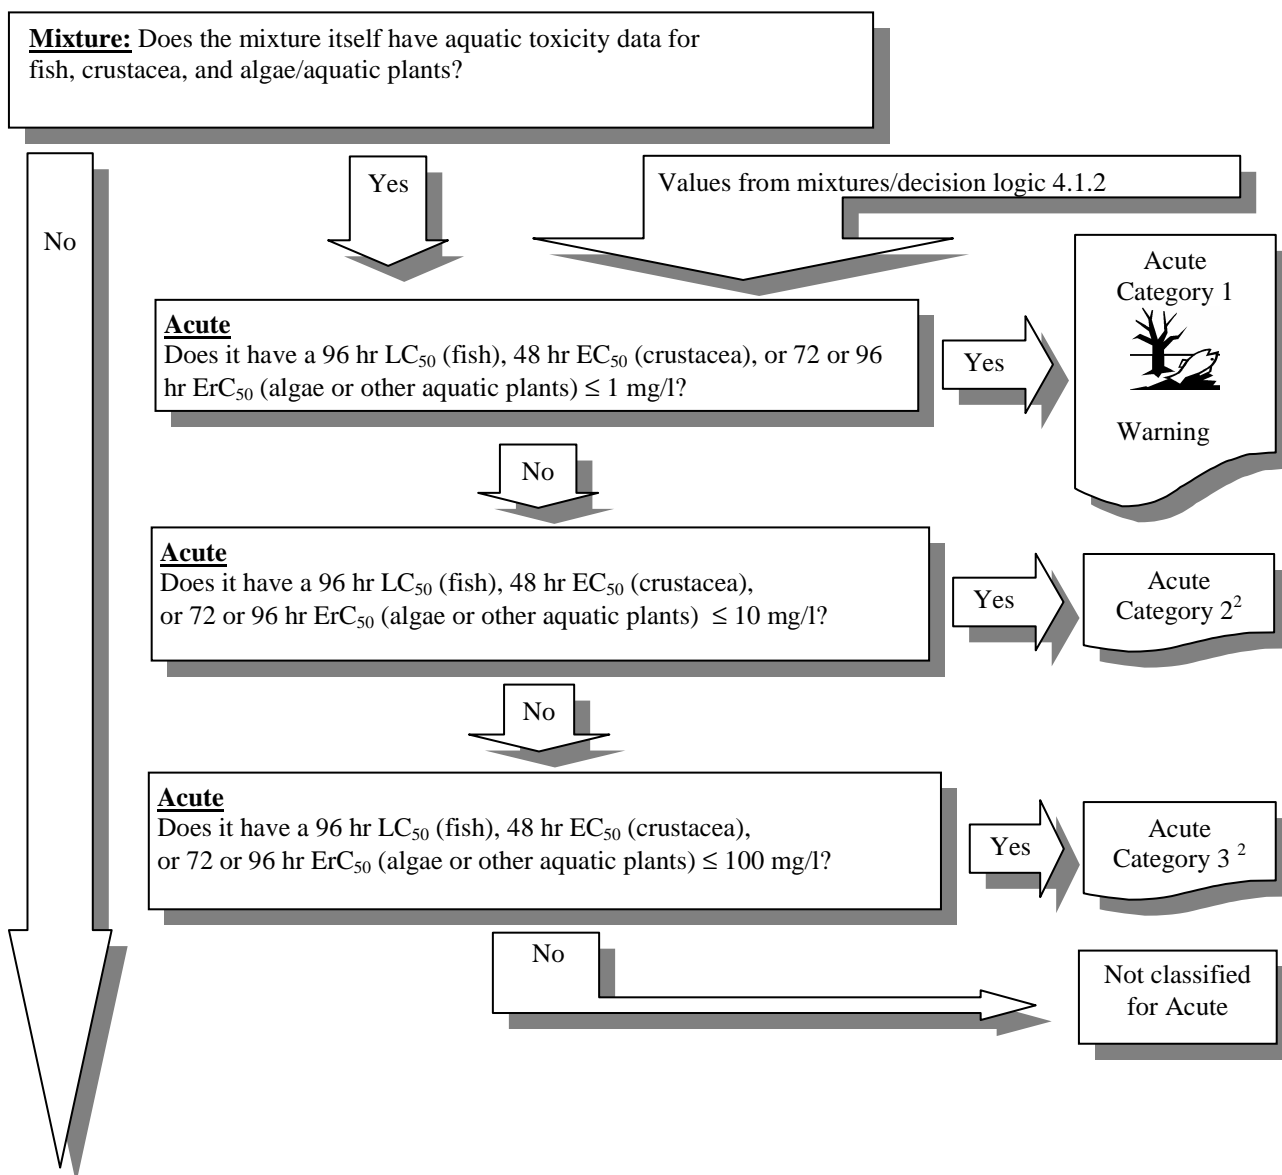 Mixture: Does the mixture itself have aquatic toxicity data for
fish, crustacea, and algae/aquatic plants?
No
Yes
Values from mixtures/decision logic 4.1.2
Acute
Does it have a 96 hr LC50 (fish), 48 hr EC50 (crustacea), or 72 or 96
hr ErC50 (algae or other aquatic plants) ≤ 1 mg/l?
Yes
Acute
Category 1
Warning
No
Acute
Does it have a 96 hr LC50 (fish), 48 hr EC50 (crustacea),
or 72 or 96 hr ErC50 (algae or other aquatic plants) ≤ 10 mg/l?
Yes
Acute
Category 2²
No
Acute
Does it have a 96 hr LC50 (fish), 48 hr EC50 (crustacea),
or 72 or 96 hr ErC50 (algae or other aquatic plants) ≤ 100 mg/l?
Yes
Acute
Category 3 ²
No
Not classified
for Acute